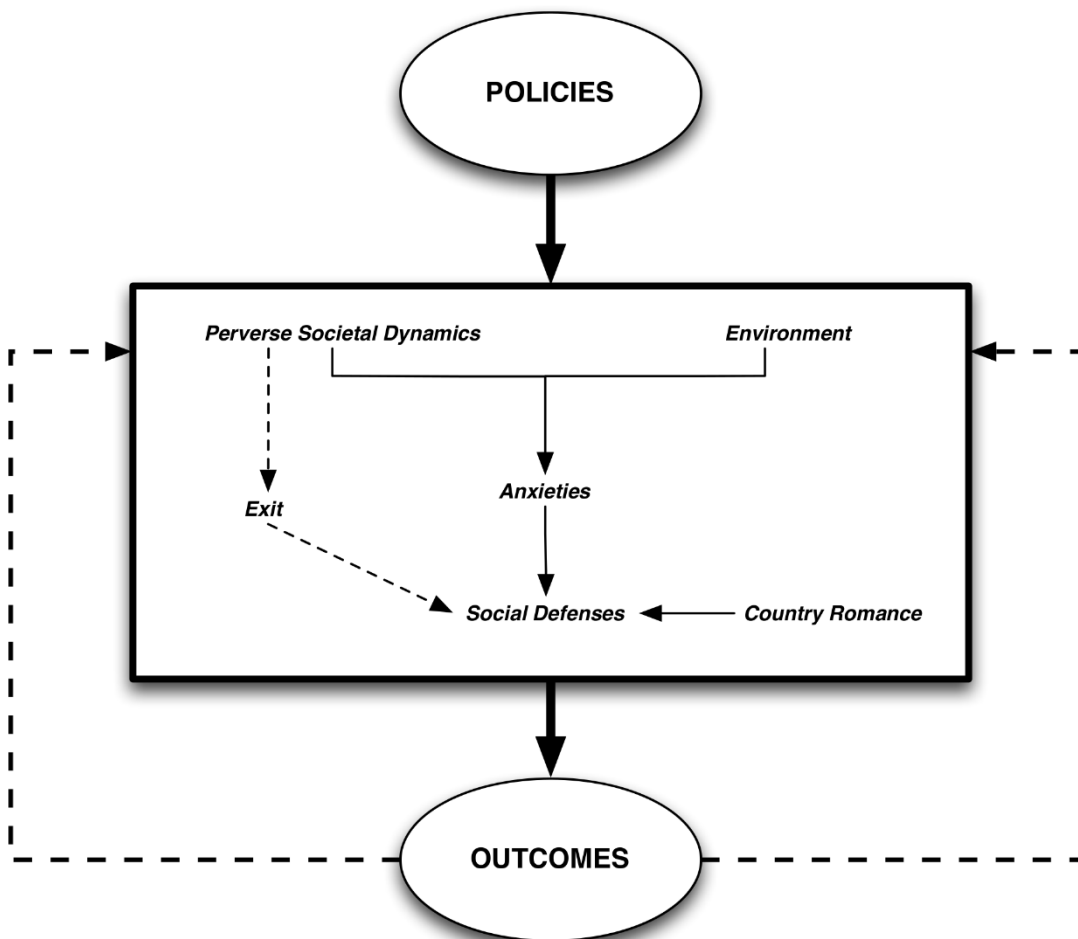 POLICIES
Perverse Societal Dynamics
Environment
Anxieties
Exit
Social Defenses
Country Romance
OUTCOMES